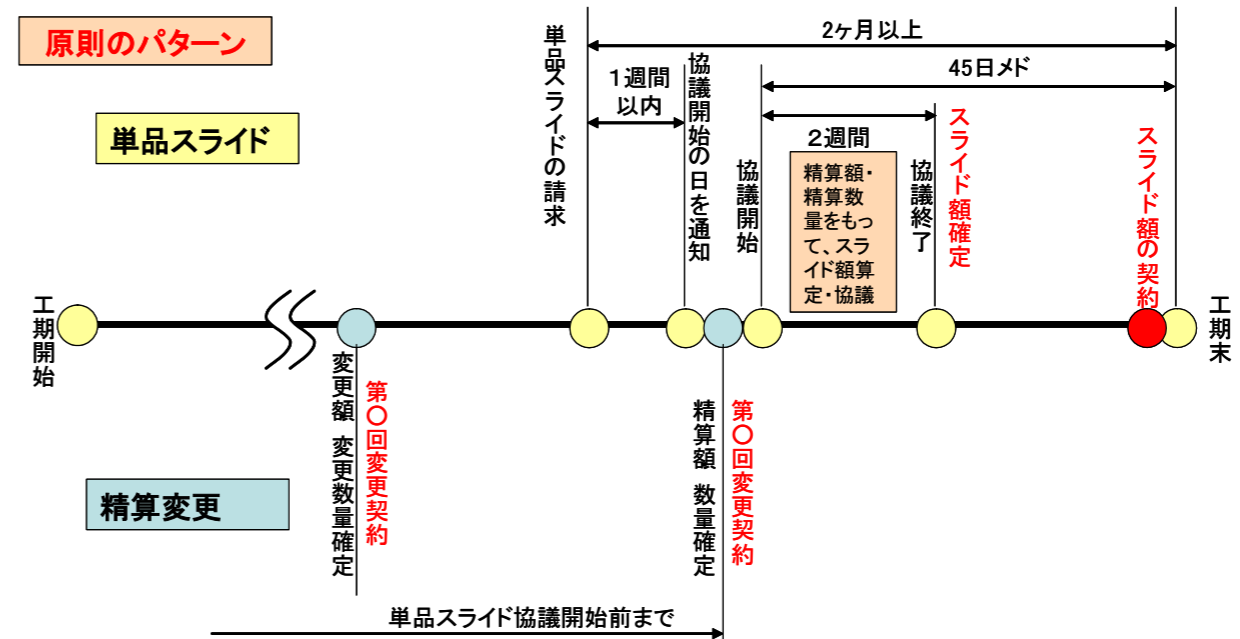 原則のパターン
単品スライド
単品スライドの請求
1週間
以内
協議開始の日を通知
2ヶ月以上
45日メド
協議開始
2週間
精算額・
精算数
量をもっ
て、スラ
イド額算
定・協議
協議終了
スライド額確定
スライド額の契約
工期開始
工期末
変更額 変更数量確定
第〇回変更契約
精算額 数量確定
第〇回変更契約
精算変更
単品スライド協議開始前まで